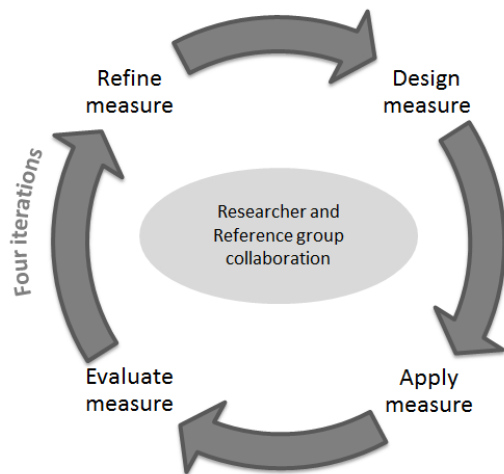 Refine
measure
Design
measure
Four iterations
Researcher and
Reference group
collaboration
Evaluate
measure
Apply
measure